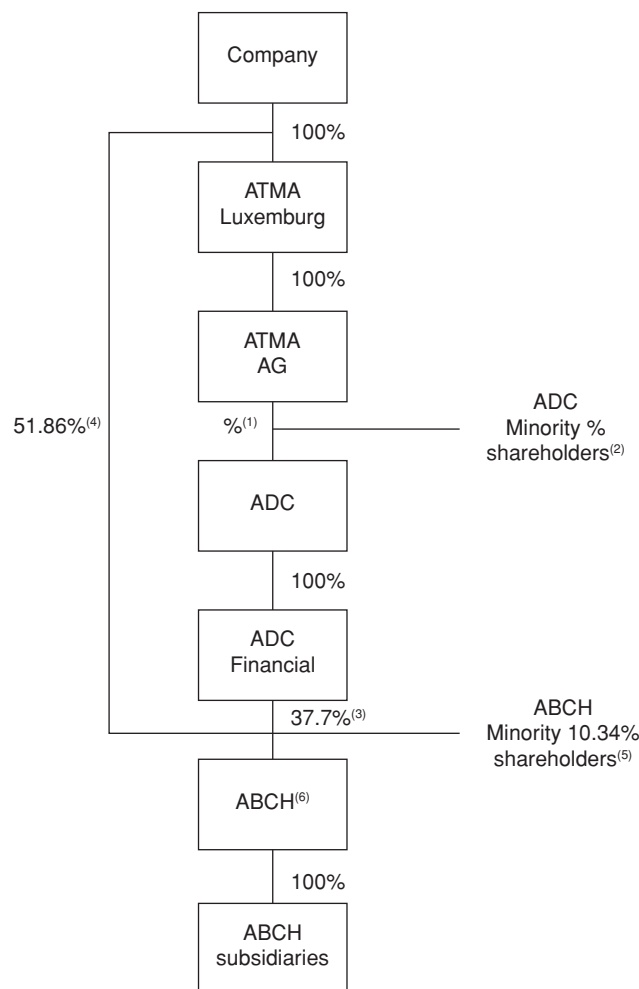 Company
100%
ATMA
Luxemburg
100%
ATMA
AG
51.86%(4)
%(1)
ADC
Minority %
shareholders(2)
ADC
100%
ADC
Financial
37.7%(3)
ABCH
Minority 10.34%
shareholders(5)
ABCH(6)
100%
ABCH
subsidiaries